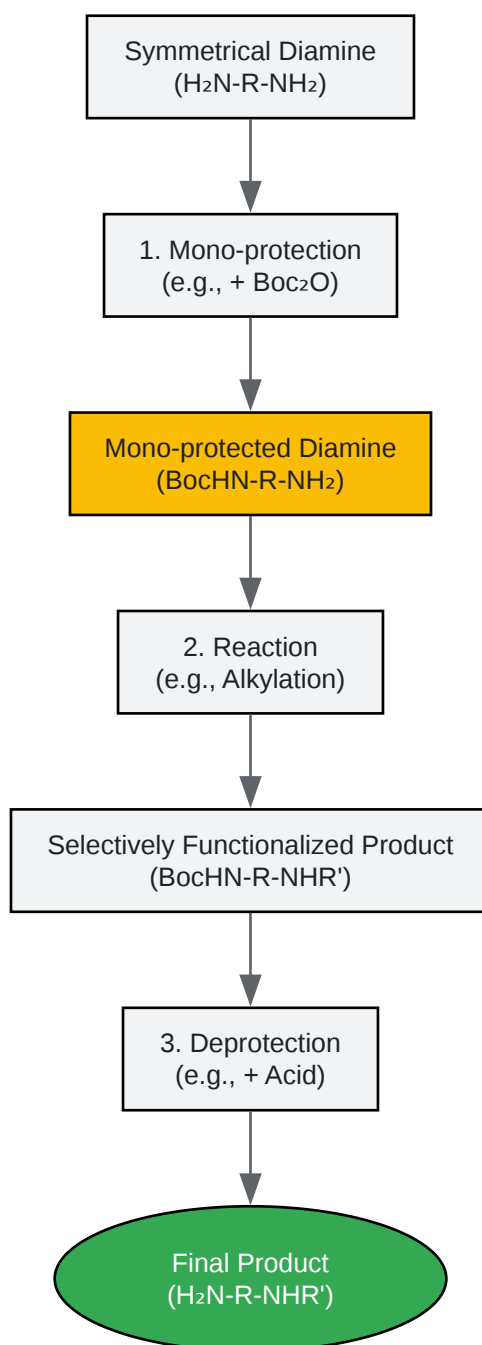 Symmetrical Diamine
(H₂N-R-NH₂)
1. Mono-protection
(e.g., + Boc₂O)
Mono-protected Diamine
(BocHN-R-NH₂)
2. Reaction
(e.g., Alkylation)
Selectively Functionalized Product
(BocHN-R-NHR')
3. Deprotection
(e.g., + Acid)
Final Product
(H₂N-R-NHR')